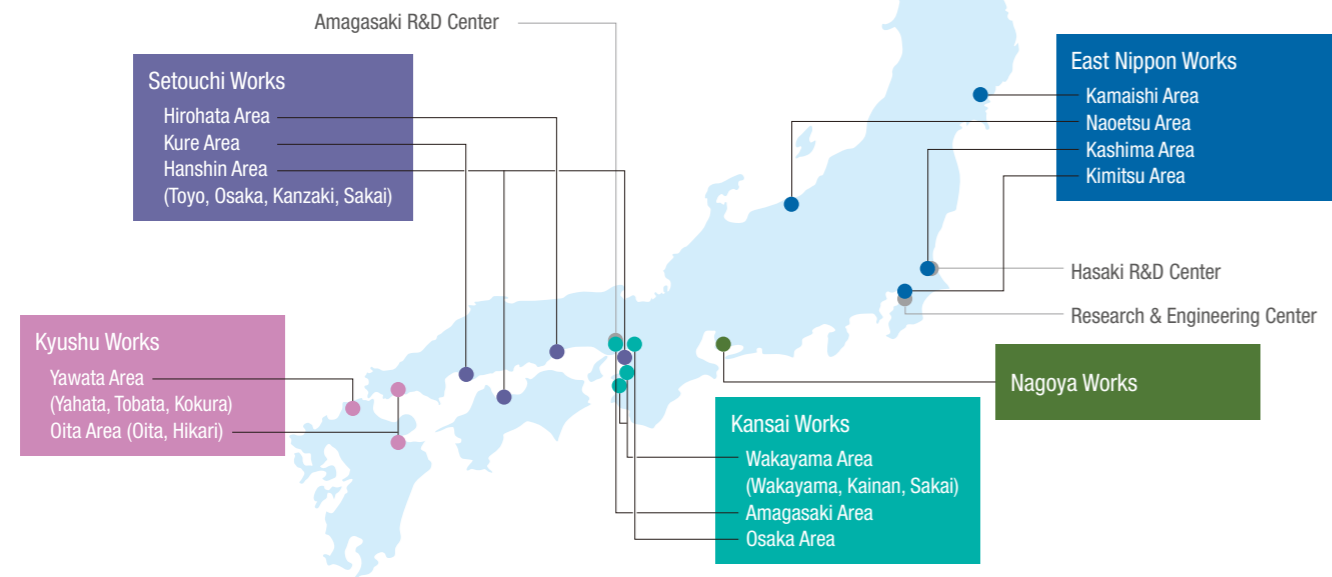 Amagasaki R&D Center
Setouchi Works
Hirohata Area
Kure Area
Hanshin Area
(Toyo, Osaka, Kanzaki, Sakai)
East Nippon Works
Kamaishi Area
Naoetsu Area
Kashima Area
Kimitsu Area
Hasaki R&D Center
Research & Engineering Center
Kyushu Works
Yawata Area
(Yahata, Tobata, Kokura)
Oita Area (Oita, Hikari)
Nagoya Works
Kansai Works
Wakayama Area
(Wakayama, Kainan, Sakai)
Amagasaki Area
Osaka Area